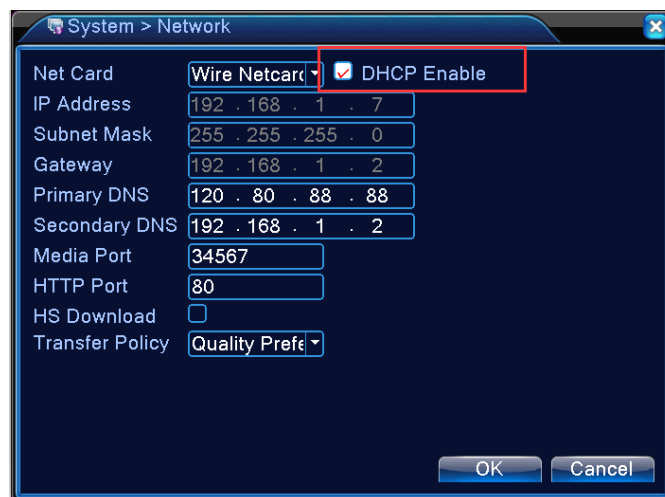 System > Network
Net Card Wire Netcar DHCP Enable
IP Address 192 . 168 . 1 . 7
Subnet Mask 255 . 255 . 255 . 0
Gateway 192 . 168 . 1 . 2
Primary DNS 120 . 80 . 88 . 88
Secondary DNS 192 . 168 . 1 . 2
Media Port 34567
HTTP Port 80
HS Download
Transfer Policy Quality Prefe
OK Cancel